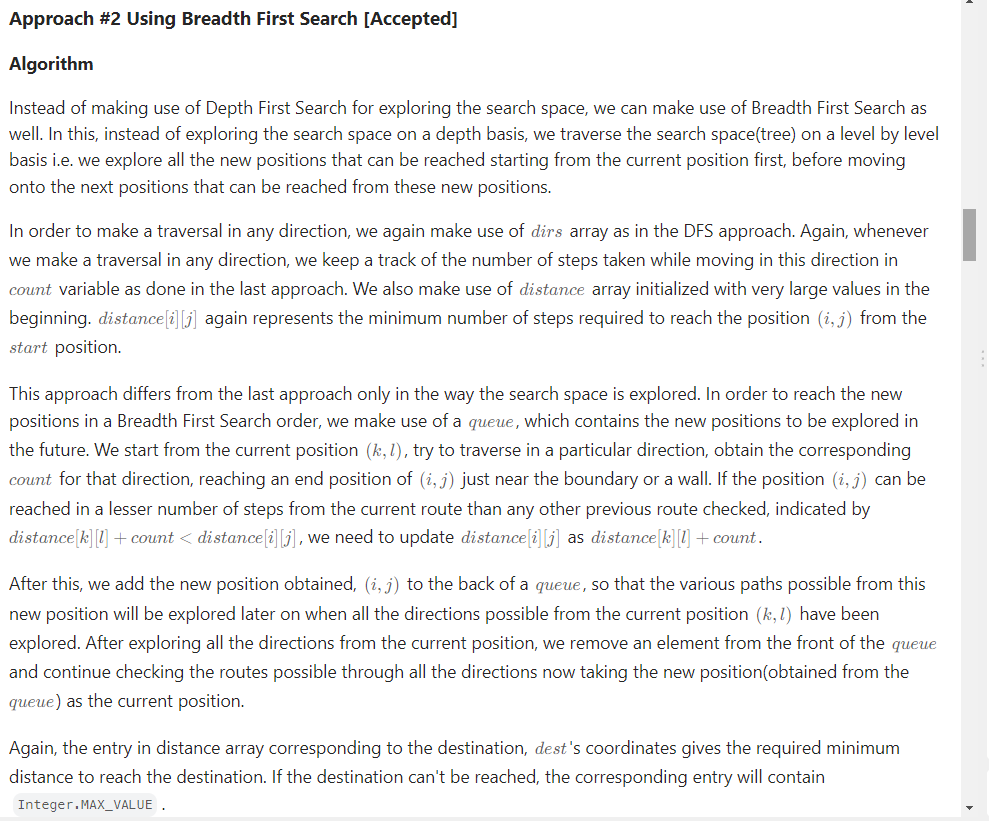 Approach #2 Using Breadth First Search [Accepted]
Algorithm
Instead of making use of Depth First Search for exploring the search space, we can make use of Breadth First Search as
well. In this, instead of exploring the search space on a depth basis, we traverse the search space(tree) on a level by level
basis i.e. we explore all the new positions that can be reached starting from the current position first, before moving
onto the next positions that can be reached from these new positions.
In order to make a traversal in any direction, we again make use of dirs array as in the DFS approach. Again, whenever
we make a traversal in any direction, we keep a track of the number of steps taken while moving in this direction in
count variable as done in the last approach. We also make use of distance array initialized with very large values in the
beginning. distance[i][j] again represents the minimum number of steps required to reach the position (i, j) from the
start position.
This approach differs from the last approach only in the way the search space is explored. In order to reach the new
positions in a Breadth First Search order, we make use of a queue, which contains the new positions to be explored in
the future. We start from the current position (k, l), try to traverse in a particular direction, obtain the corresponding
count for that direction, reaching an end position of (i, j) just near the boundary or a wall. If the position (i, j) can be
reached in a lesser number of steps from the current route than any other previous route checked, indicated by
distance[k][l] + count < distance[i][j], we need to update distance[i][j] as distance[k][l] + count.
After this, we add the new position obtained, (i, j) to the back of a queue, so that the various paths possible from this
new position will be explored later on when all the directions possible from the current position (k, l) have been
explored. After exploring all the directions from the current position, we remove an element from the front of the queue
and continue checking the routes possible through all the directions now taking the new position(obtained from the
queue) as the current position.
Again, the entry in distance array corresponding to the destination, dest's coordinates gives the required minimum
distance to reach the destination. If the destination can't be reached, the corresponding entry will contain
Integer.MAX_VALUE .